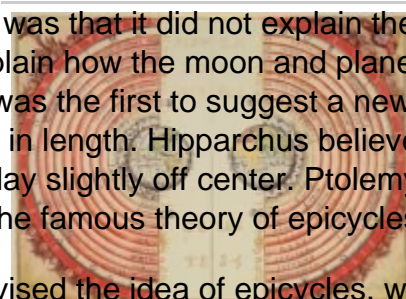 was that it did not explain the
plain how the moon and plane
was the first to suggest a new
in length. Hipparchus believe
lay slightly off center. Ptolemy
he famous theory of epicycles
vised the idea of epicycles, w